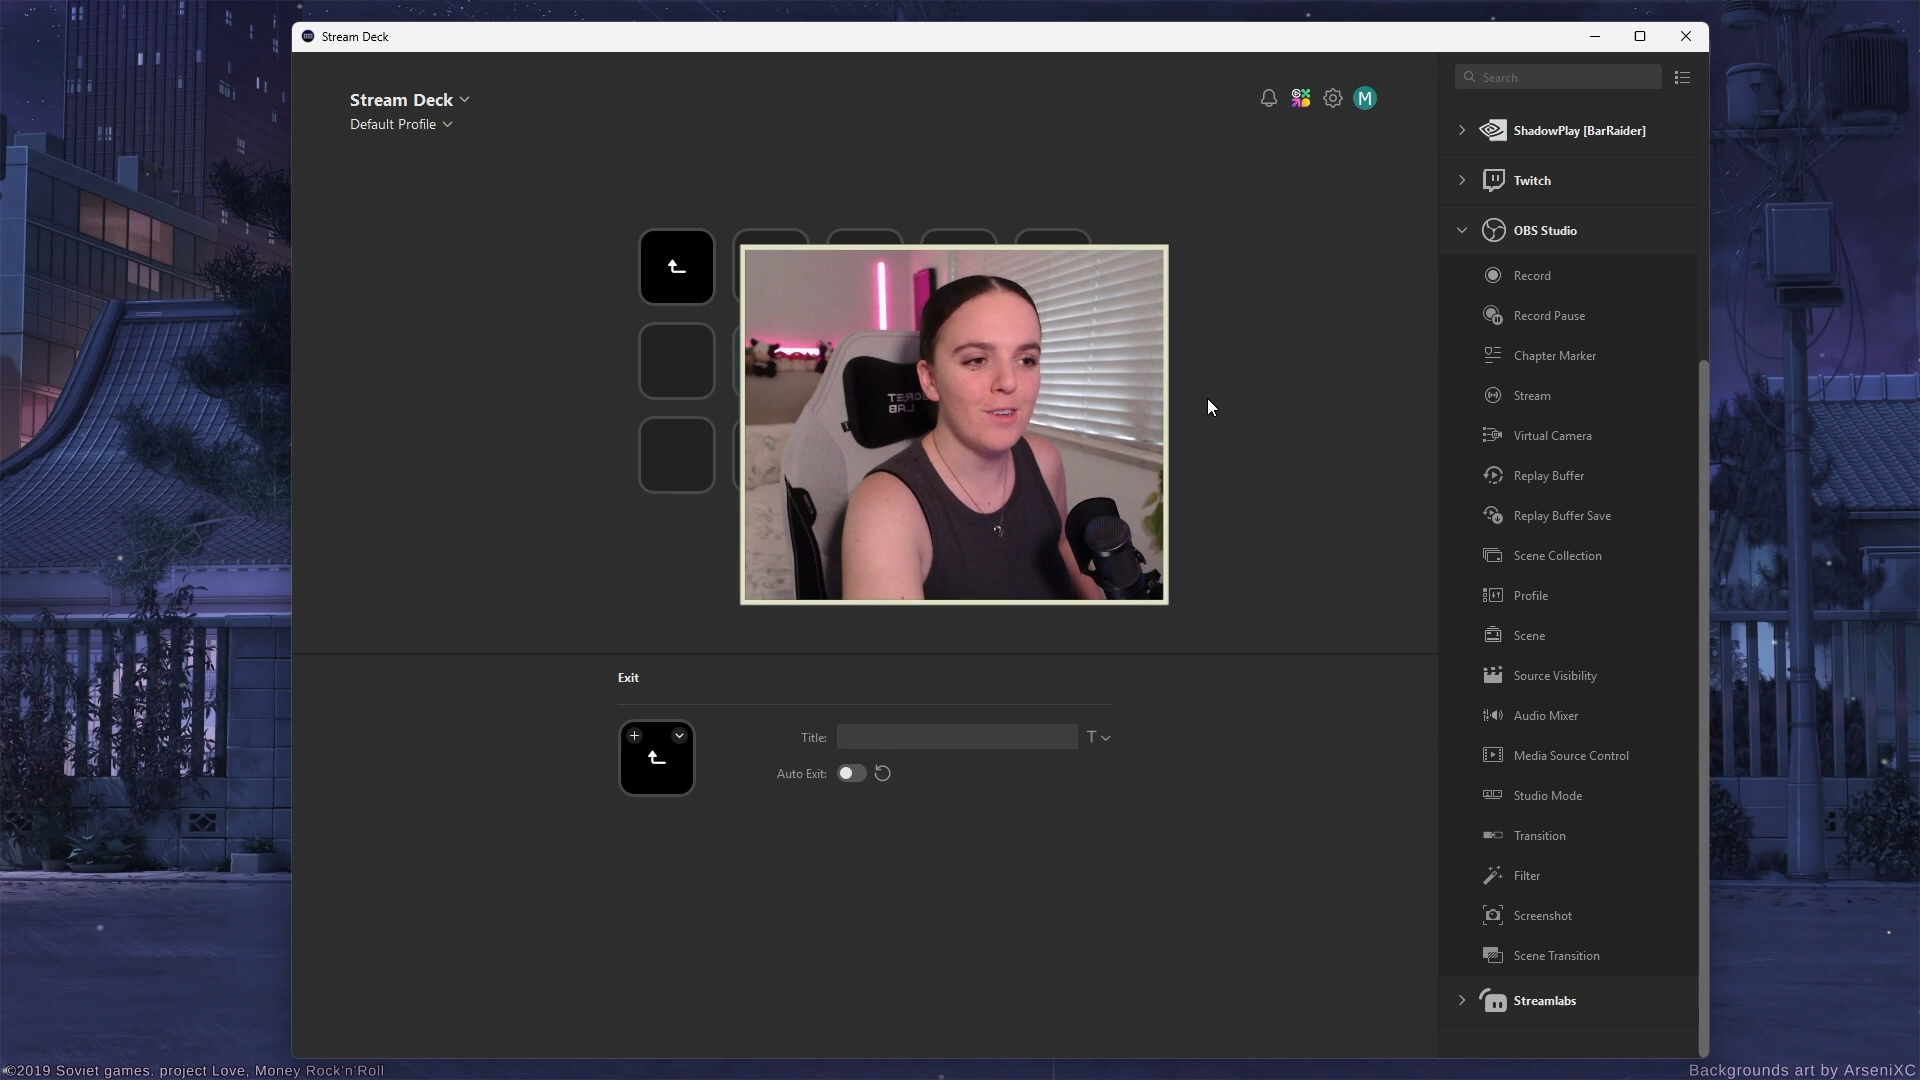 Stream Deck
Stream Deck
Default Profile
M
Search
ShadowPlay [BarRaider]
Twitch
OBS Studio
Record
Record Pause
Chapter Marker
Stream
Virtual Camera
Replay Buffer
Replay Buffer Save
Scene Collection
Profile
Scene
Source Visibility
Audio Mixer
Media Source Control
Studio Mode
Transition
Filter
Screenshot
Scene Transition
Streamlabs
Exit
Title:
T
Auto Exit:
©2019 Soviet games. project Love, Money Rock'n'Roll
Backgrounds art by ArseniXC